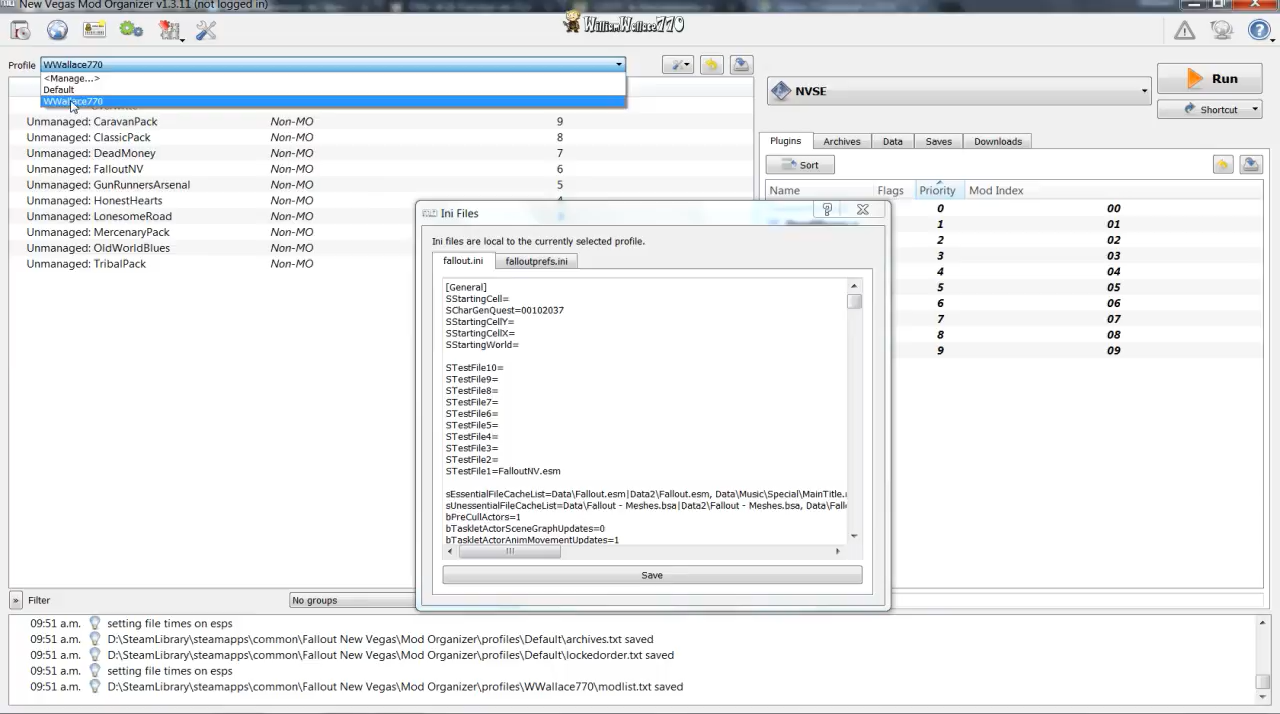 New Vegas Mod Organizer v1.3.11 (not logged in)
WilliamWallace770
Profile WWallace770
<Manage...>
Default
WWallace770
NVSE
Run
Shortcut
Unmanaged: CaravanPack Non-MO 9
Unmanaged: ClassicPack Non-MO 8
Unmanaged: DeadMoney Non-MO 7
Unmanaged: FalloutNV Non-MO 6
Unmanaged: GunRunnersArsenal Non-MO 5
Unmanaged: HonestHearts Non-MO
Unmanaged: LonesomeRoad Non-MO
Unmanaged: MercenaryPack Non-MO
Unmanaged: OldWorldBlues Non-MO
Unmanaged: TribalPack Non-MO
Plugins Archives Data Saves Downloads
Sort
Name Flags Priority Mod Index
0 00
1 01
2 02
3 03
4 04
5 05
6 06
7 07
8 08
9 09
Ini Files
Ini files are local to the currently selected profile.
fallout.ini falloutprefs.ini
[General]
SStartingCell=
SCharGenQuest=00102037
SStartingCellY=
SStartingCellX=
SStartingWorld=
STestFile10=
STestFile9=
STestFile8=
STestFile7=
STestFile6=
STestFile5=
STestFile4=
STestFile3=
STestFile2=
STestFile1=FalloutNV.esm
sEssentialFileCacheList=Data\Fallout.esm|Data2\Fallout.esm, Data\Music\Special\MainTitle.
sUnessentialFileCacheList=Data\Fallout - Meshes.bsa|Data2\Fallout - Meshes.bsa, Data\Fall
bPreCullActors=1
bTaskletActorSceneGraphUpdates=0
bTaskletActorAnimMovementUpdates=1
Save
» Filter No groups
09:51 a.m. setting file times on esps
09:51 a.m. D:\SteamLibrary\steamapps\common\Fallout New Vegas\Mod Organizer\profiles\Default\archives.txt saved
09:51 a.m. D:\SteamLibrary\steamapps\common\Fallout New Vegas\Mod Organizer\profiles\Default\lockedorder.txt saved
09:51 a.m. setting file times on esps
09:51 a.m. D:\SteamLibrary\steamapps\common\Fallout New Vegas\Mod Organizer\profiles\WWallace770\modlist.txt saved